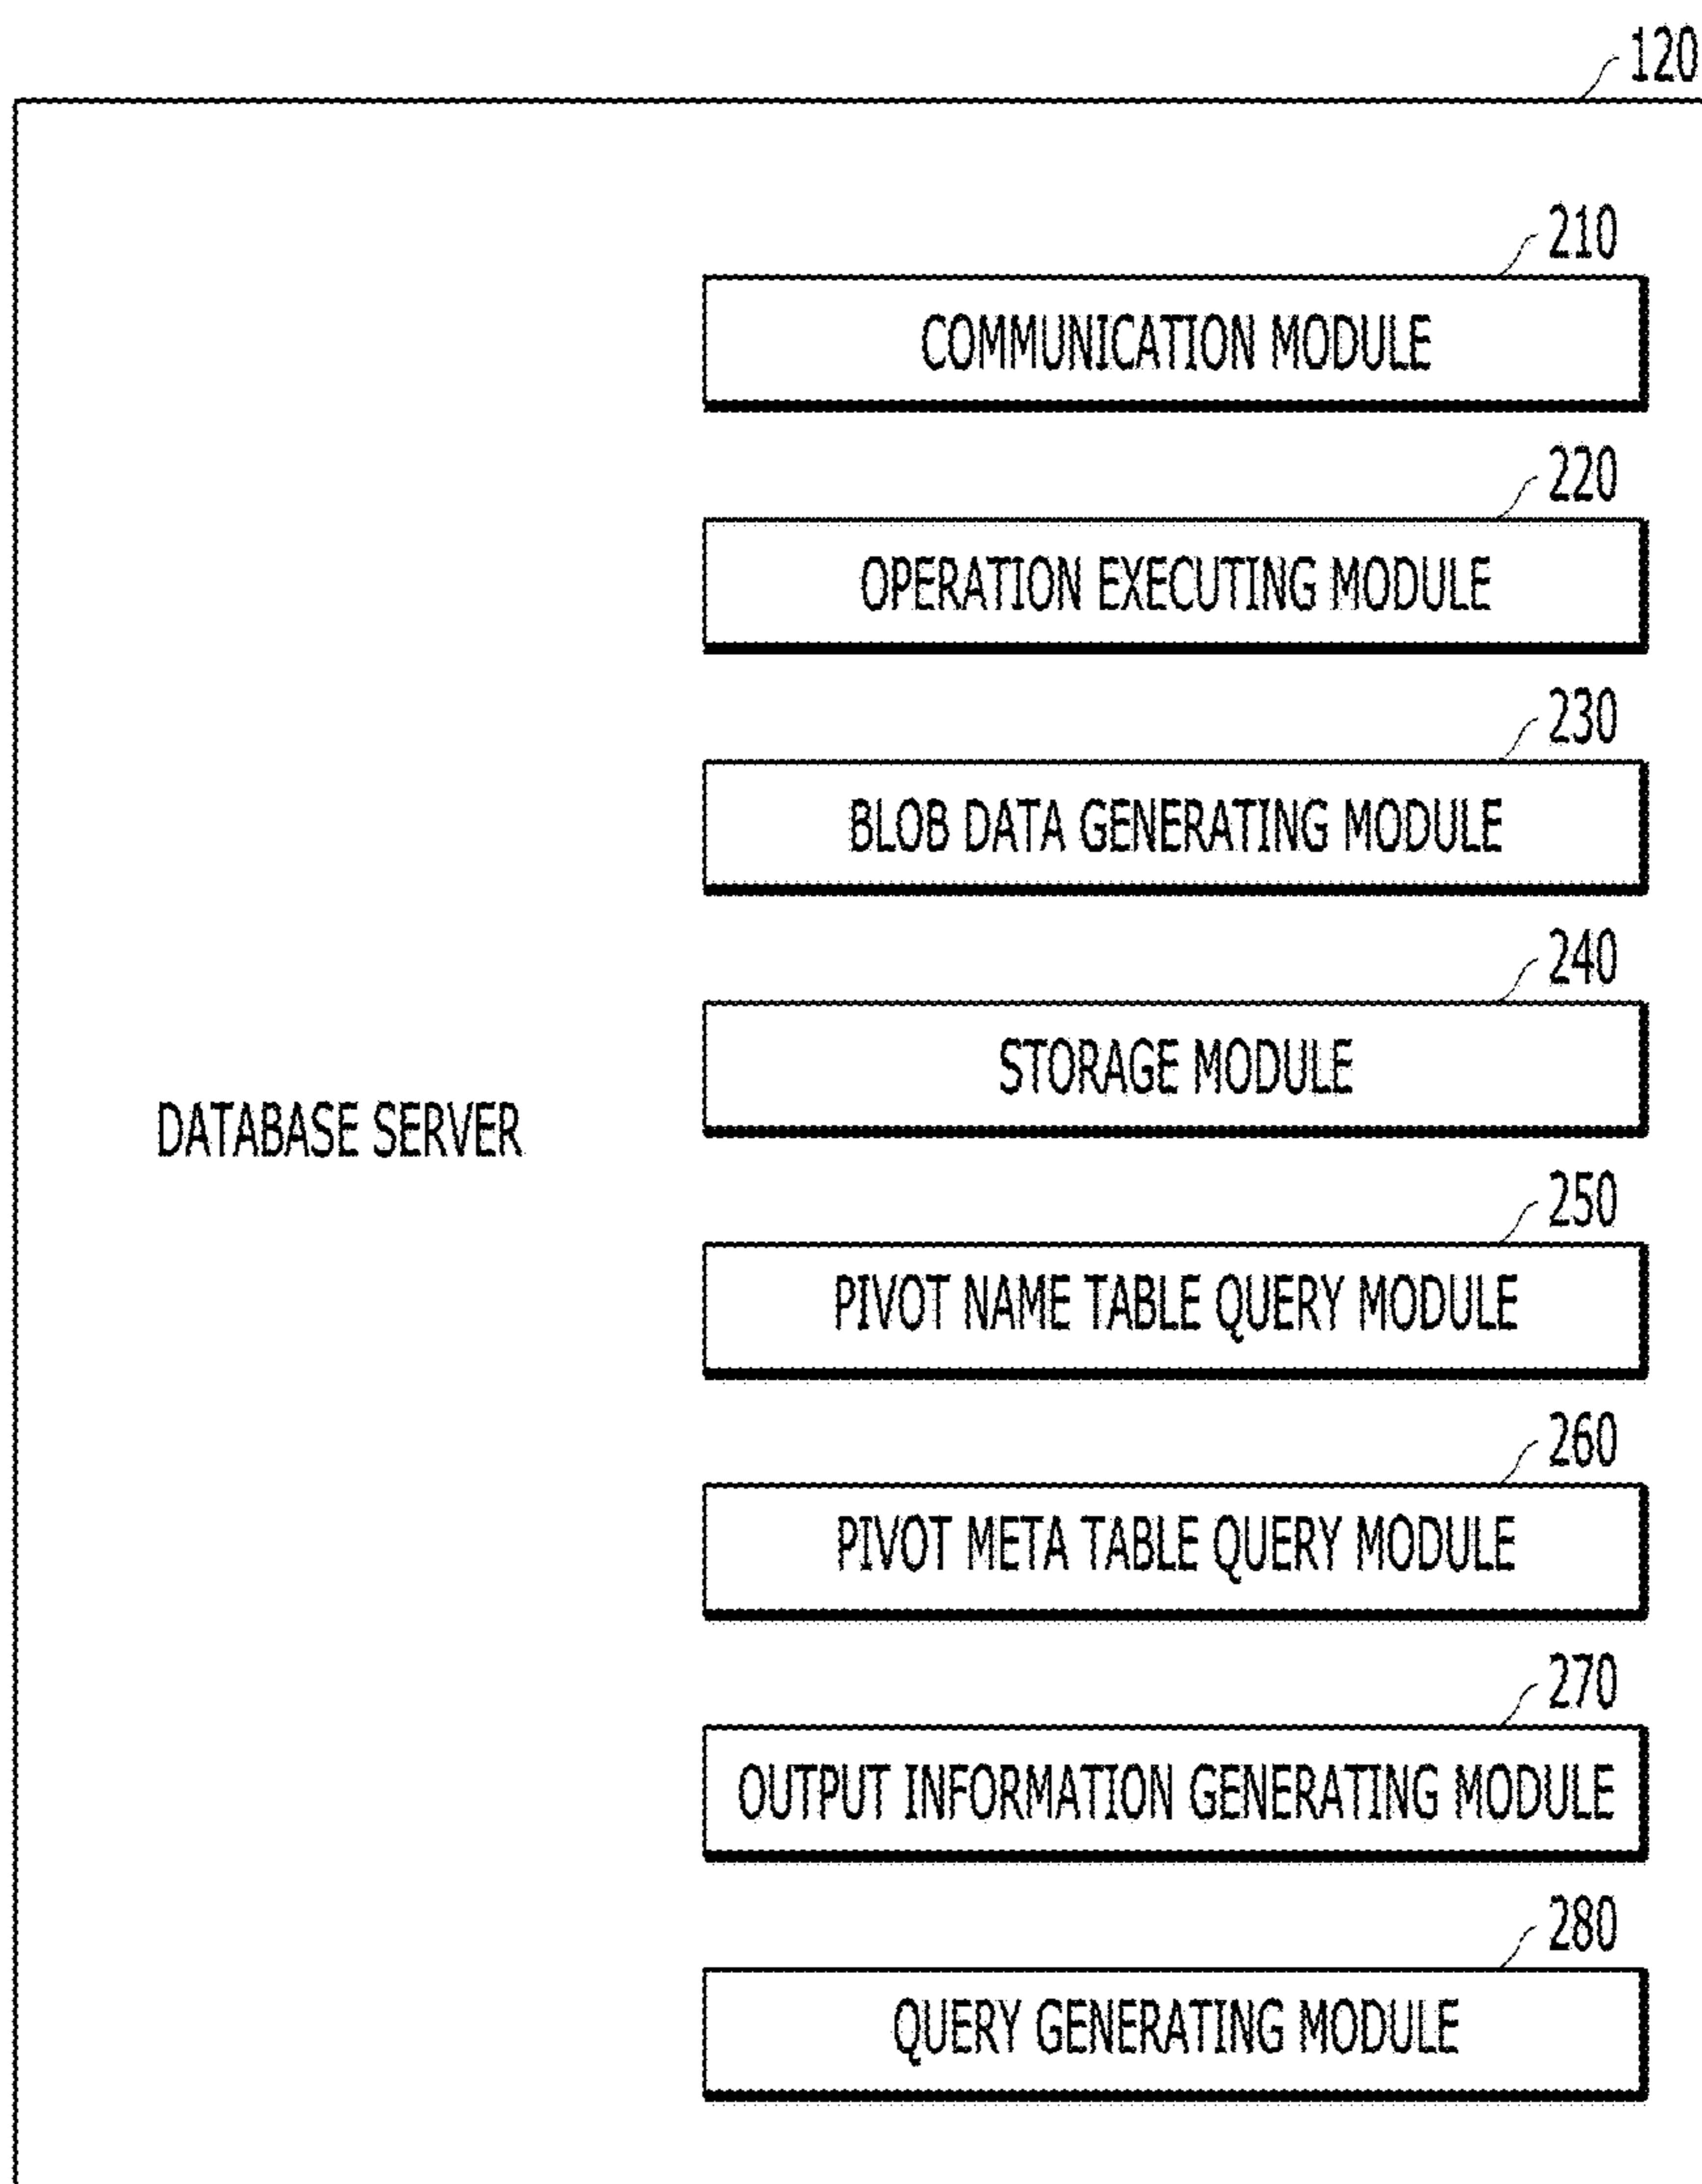 120
210
COMMUNICATION MODULE
220
OPERATION EXECUTING MODULE
230
BLOB DATA GENERATING MODULE
240
STORAGE MODULE
DATABASE SERVER
250
PIVOT NAME TABLE QUERY MODULE
260
PIVOT META TABLE QUERY MODULE
270
OUTPUT INFORMATION GENERATING MODULE
280
QUERY GENERATING MODULE